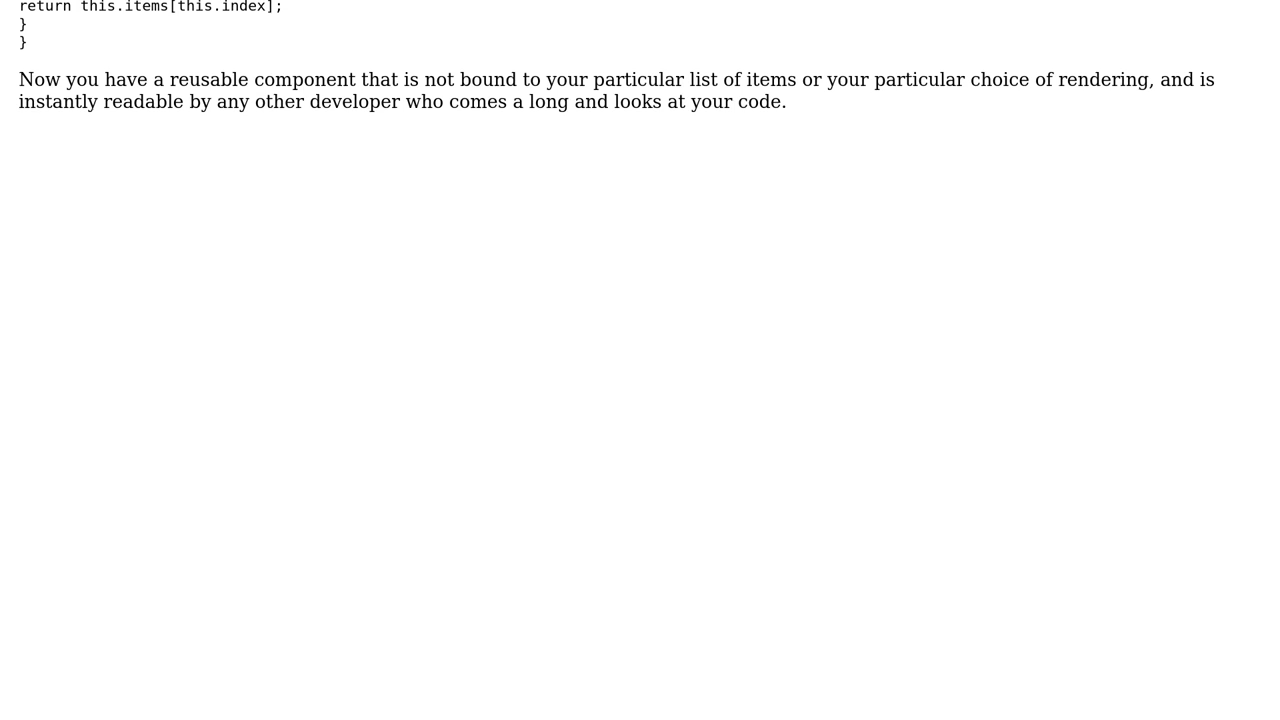 return this.items[this.index];
}
}
Now you have a reusable component that is not bound to your particular list of items or your particular choice of rendering, and is
instantly readable by any other developer who comes a long and looks at your code.